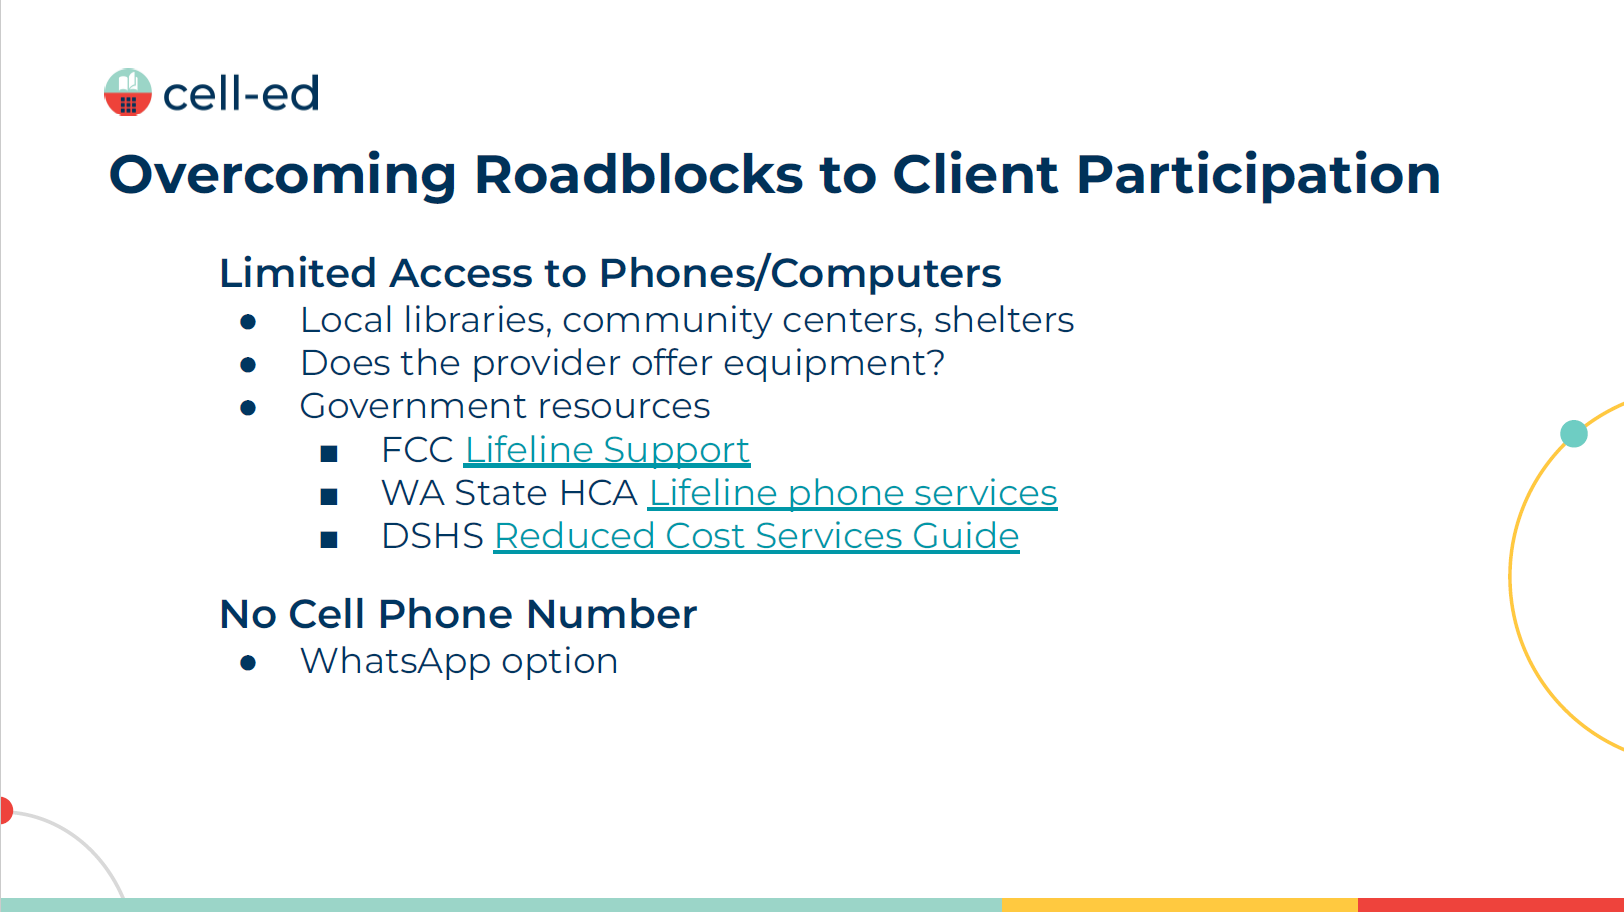 cell-ed
Overcoming Roadblocks to Client Participation
Limited Access to Phones/Computers
● Local libraries, community centers, shelters
● Does the provider offer equipment?
● Government resources
■ FCC Lifeline Support
■ WA State HCA Lifeline phone services
■ DSHS Reduced Cost Services Guide
No Cell Phone Number
● WhatsApp option